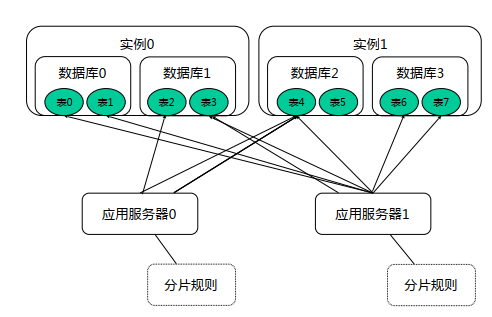 实例0
实例1
数据库0
数据库1
数据库2
数据库3
表0
表1
表2
表3
表4
表5
表6
表7
应用服务器0
应用服务器1
分片规则
分片规则